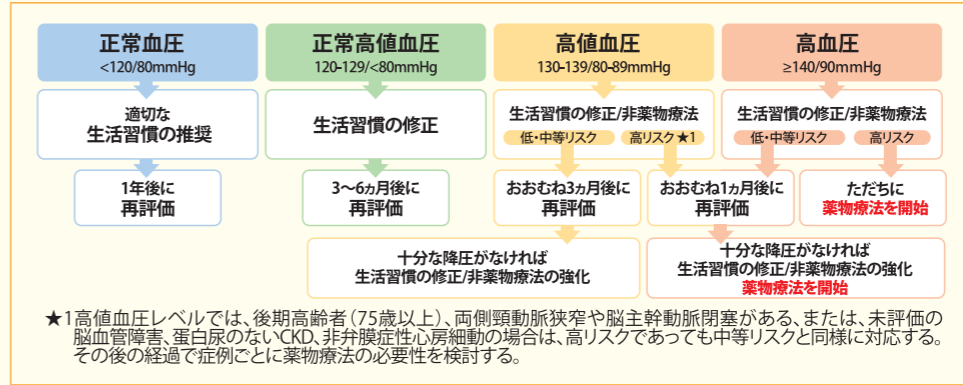 正常血圧
<120/80mmHg
正常高値血圧
120-129/<80mmHg
高値血圧
130-139/80-89mmHg
高血圧
≥140/90mmHg
適切な
生活習慣の推奨
生活習慣の修正
生活習慣の修正/非薬物療法
低・中等リスク
高リスク★1
生活習慣の修正/非薬物療法
低・中等リスク
高リスク
1年後に
再評価
3〜6ヵ月後に
再評価
おおむね3ヵ月後に
再評価
おおむね1ヵ月後に
再評価
ただちに
薬物療法を開始
十分な降圧がなければ
生活習慣の修正/非薬物療法の強化
十分な降圧がなければ
生活習慣の修正/非薬物療法の強化
薬物療法を開始
★1高値血圧レベルでは、後期高齢者(75歳以上)、両側頸動脈狭窄や脳主幹動脈閉塞がある、または、未評価の
脳血管障害、蛋白尿のないCKD、非弁膜症性心房細動の場合は、高リスクであっても中等リスクと同様に対応する。
その後の経過で症例ごとに薬物療法の必要性を検討する。